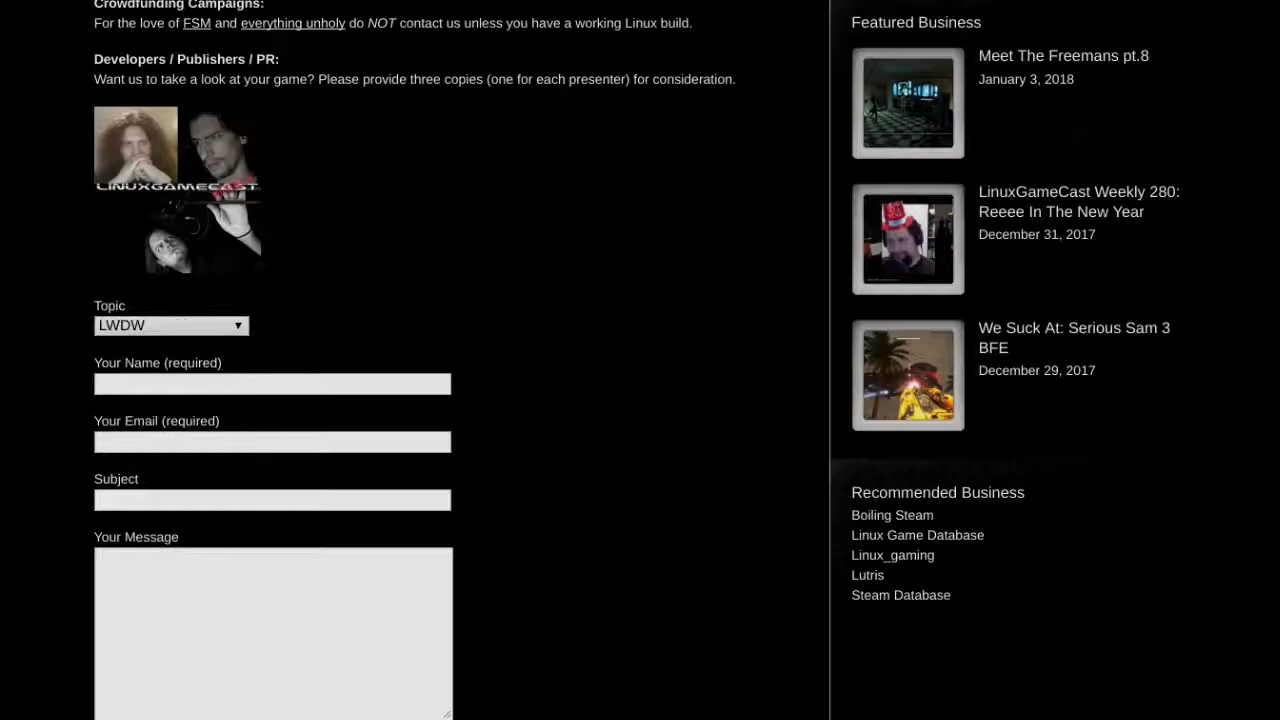 Crowdfunding Campaigns:
For the love of FSM and everything unholy do NOT contact us unless you have a working Linux build.
Developers / Publishers / PR:
Want us to take a look at your game? Please provide three copies (one for each presenter) for consideration.
LINUXGAMECAST
Topic
LWDW
Your Name (required)
Your Email (required)
Subject
Your Message
Featured Business
Meet The Freemans pt.8
January 3, 2018
LinuxGameCast Weekly 280:
Reeee In The New Year
December 31, 2017
We Suck At: Serious Sam 3
BFE
December 29, 2017
Recommended Business
Boiling Steam
Linux Game Database
Linux_gaming
Lutris
Steam Database